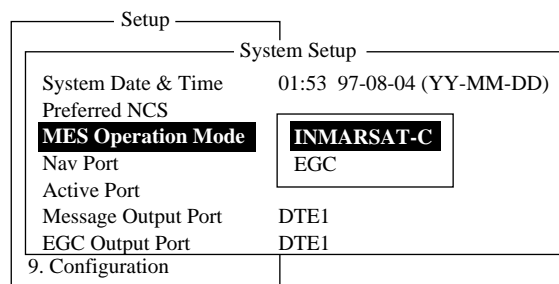 Setup
System Setup
System Date & Time 01:53 97-08-04 (YY-MM-DD)
Preferred NCS
MES Operation Mode INMARSAT-C
Nav Port EGC
Active Port
Message Output Port DTE1
EGC Output Port DTE1
9. Configuration